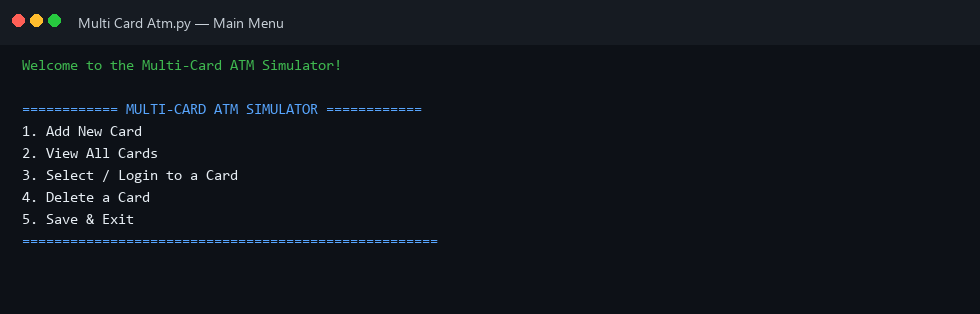 Multi Card Atm.py — Main Menu
Welcome to the Multi-Card ATM Simulator!
============ MULTI-CARD ATM SIMULATOR ============
1. Add New Card
2. View All Cards
3. Select / Login to a Card
4. Delete a Card
5. Save & Exit
====================================================